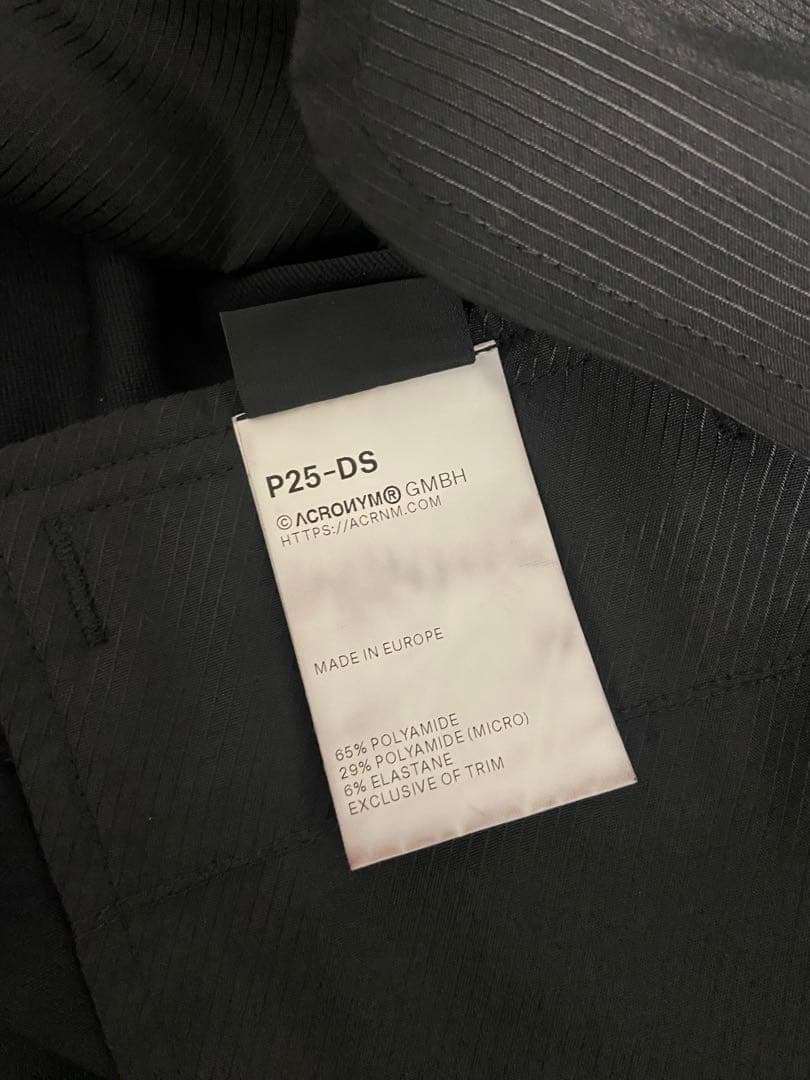 P25-DS
© ΛCROИYM® GMBH
HTTPS://ACRNM.COM
MADE IN EUROPE
65% POLYAMIDE
29% POLYAMIDE (MICRO)
6% ELASTANE
EXCLUSIVE OF TRIM